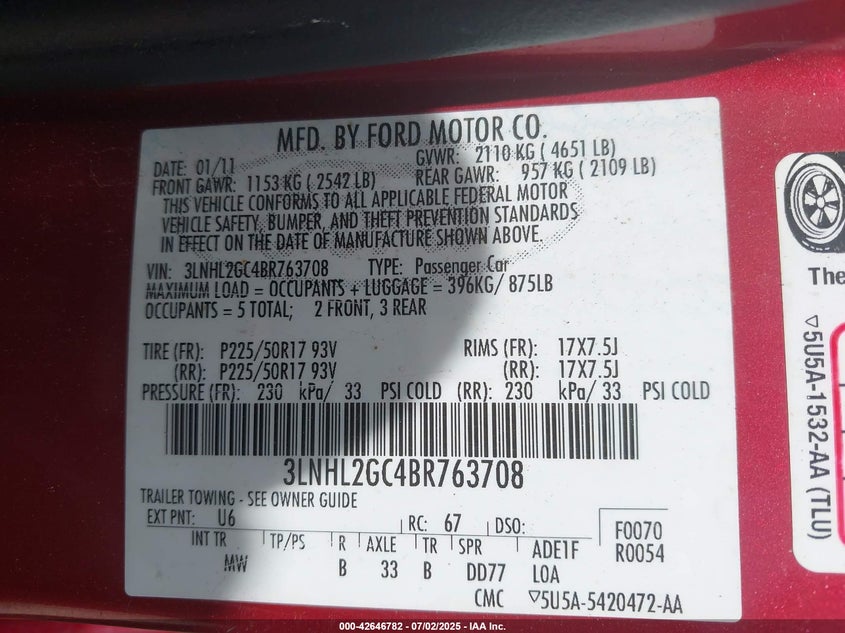 MFD. BY FORD MOTOR CO.
DATE: 01/11 GVWR: 2110 KG ( 4651 LB)
FRONT GAWR: 1153 KG ( 2542 LB) REAR GAWR: 957 KG ( 2109 LB)
THIS VEHICLE CONFORMS TO ALL APPLICABLE FEDERAL MOTOR
VEHICLE SAFETY, BUMPER, AND THEFT PREVENTION STANDARDS
IN EFFECT ON THE DATE OF MANUFACTURE SHOWN ABOVE.
VIN: 3LNHL2GC4BR763708 TYPE: Passenger Car
MAXIMUM LOAD = OCCUPANTS + LUGGAGE = 396KG/ 875LB
OCCUPANTS = 5 TOTAL; 2 FRONT, 3 REAR
TIRE (FR): P225/50R17 93V RIMS (FR): 17X7.5J
(RR): P225/50R17 93V (RR): 17X7.5J
PRESSURE (FR): 230 kPa/ 33 PSI COLD (RR): 230 kPa/ 33 PSI COLD
3LNHL2GC4BR763708
TRAILER TOWING - SEE OWNER GUIDE
EXT PNT: U6 RC: 67 DSO: F0070
INT TR TP/PS R AXLE TR SPR ADE1F R0054
MW B 33 B DD77 LOA
CMC ▽5U5A-5420472-AA
The
▽5U5A-1532-AA (TLU)
000-42646782 - 07/02/2025 - IAA Inc.